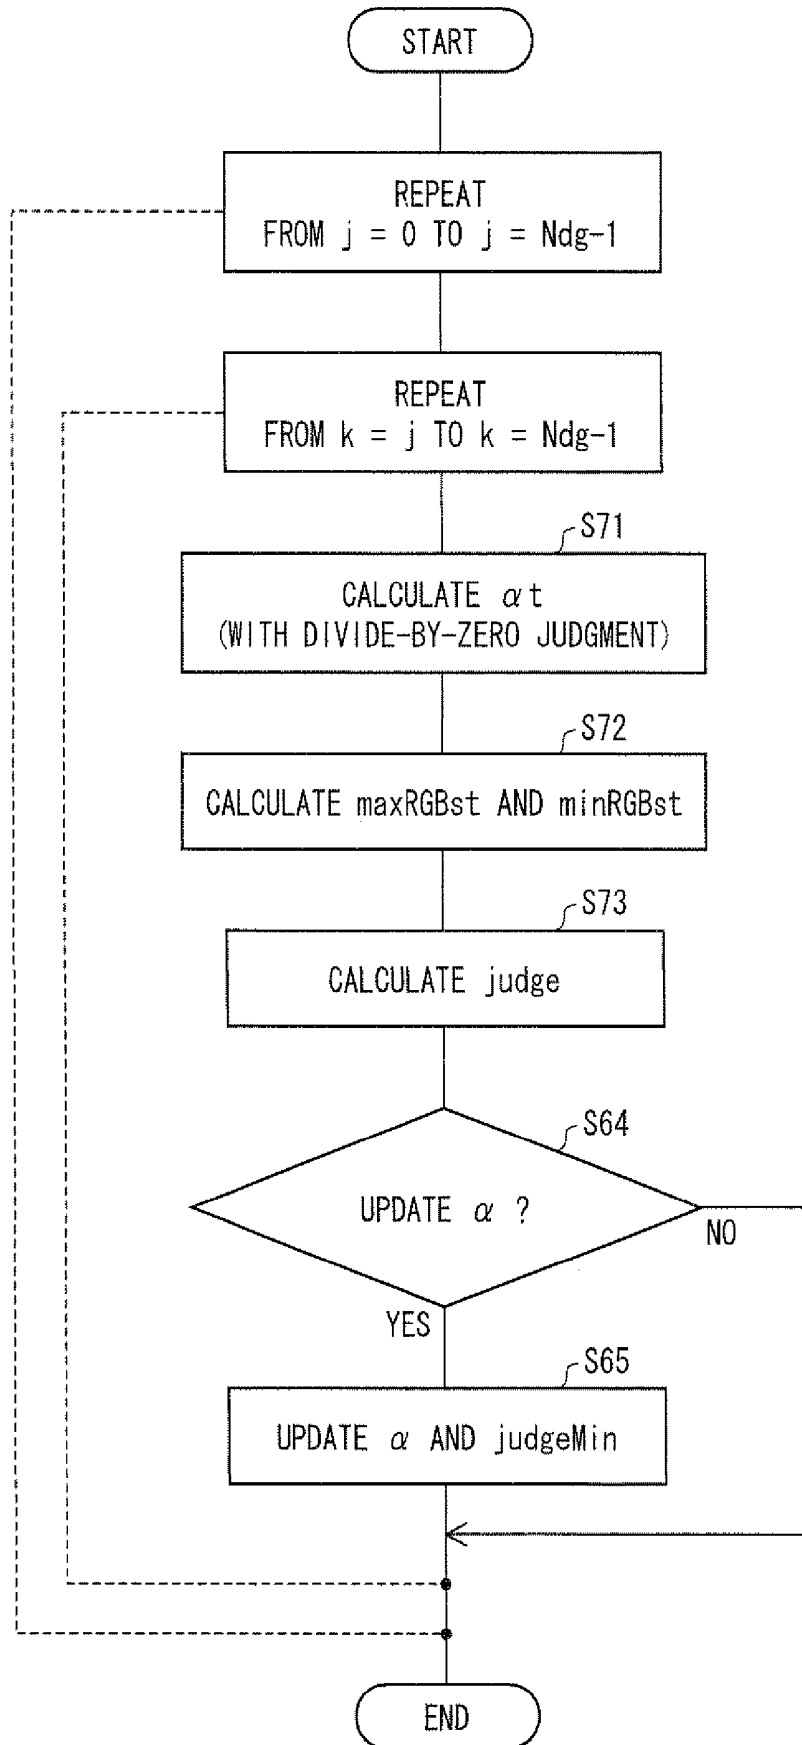 START
REPEAT
FROM j = 0 TO j = Ndg-1
REPEAT
FROM k = j TO k = Ndg-1
S71
CALCULATE αt
(WITH DIVIDE-BY-ZERO JUDGMENT)
S72
CALCULATE maxRGBst AND minRGBst
S73
CALCULATE judge
S64
UPDATE α ?
NO
YES
S65
UPDATE α AND judgeMin
END